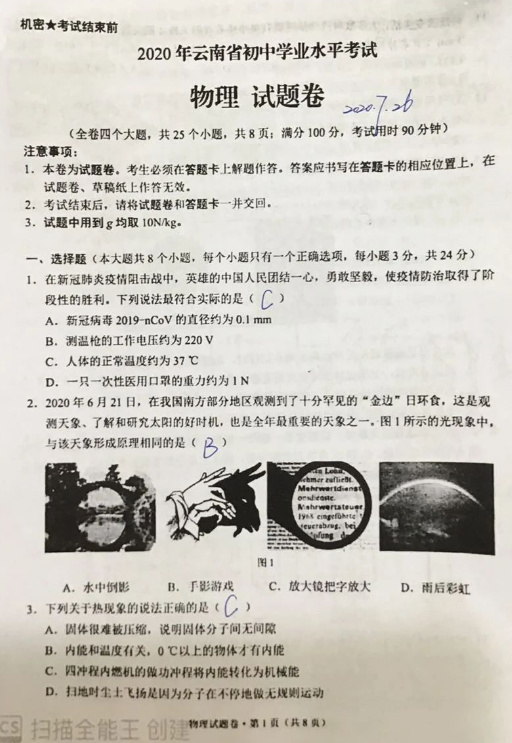 机密★考试结束前
2020年云南省初中学业水平考试
物理 试题卷
2020.7.26
（全卷四个大题，共25个小题，共8页；满分100分，考试用时90分钟）
注意事项：
1．本卷为试题卷。考生必须在答题卡上解题作答。答案应书写在答题卡的相应位置上，在
试题卷、草稿纸上作答无效。
2．考试结束后，请将试题卷和答题卡一并交回。
3．试题中用到g均取10N/kg。
一、选择题（本大题共8个小题，每个小题只有一个正确选项，每小题3分，共24分）
1．在新冠肺炎疫情阻击战中，英雄的中国人民团结一心，勇敢坚毅，使疫情防治取得了阶
段性的胜利。下列说法最符合实际的是（ C ）
A．新冠病毒2019-nCoV的直径约为0.1 mm
B．测温枪的工作电压约为220 V
C．人体的正常温度约为37 ℃
D．一只一次性医用口罩的重力约为1 N
2．2020年6月21日，在我国南方部分地区观测到了十分罕见的“金边”日环食，这是观
测天象、了解和研究太阳的好时机，也是全年最重要的天象之一。图1所示的光现象中，
与该天象形成原理相同的是（ B ）
Mehrwertdienst
onsdienste.
Mehrwertsteuer
1968 eingeführte
图1
A．水中倒影 B．手影游戏 C．放大镜把字放大 D．雨后彩虹
3．下列关于热现象的说法正确的是（ C ）
A．固体很难被压缩，说明固体分子间无间隙
B．内能和温度有关，0 ℃以上的物体才有内能
C．四冲程内燃机的做功冲程将内能转化为机械能
D．扫地时尘土飞扬是因为分子在不停地做无规则运动
物理试题卷·第1页（共8页）
CS 扫描全能王 创建